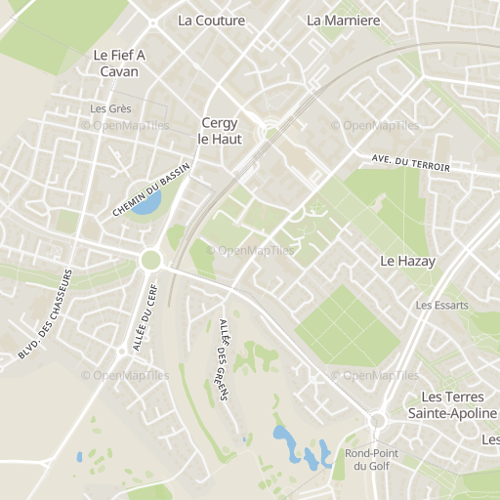 La Couture
La Marniere
Le Fief A
Cavan
Les Grès
© OpenMapTiles
Cergy
le Haut
© OpenMapTiles
AVE. DU TERROIR
CHEMIN DU BASSIN
© OpenMapTiles
Le Hazay
BLVD. DES CHASSEURS
ALLÉE DU CERF
Les Essarts
ALLÉE DES GREENS
© OpenMapTiles
© OpenMapTiles
Les Terres
Sainte-Apoline
Les
Rond-Point
du Golf